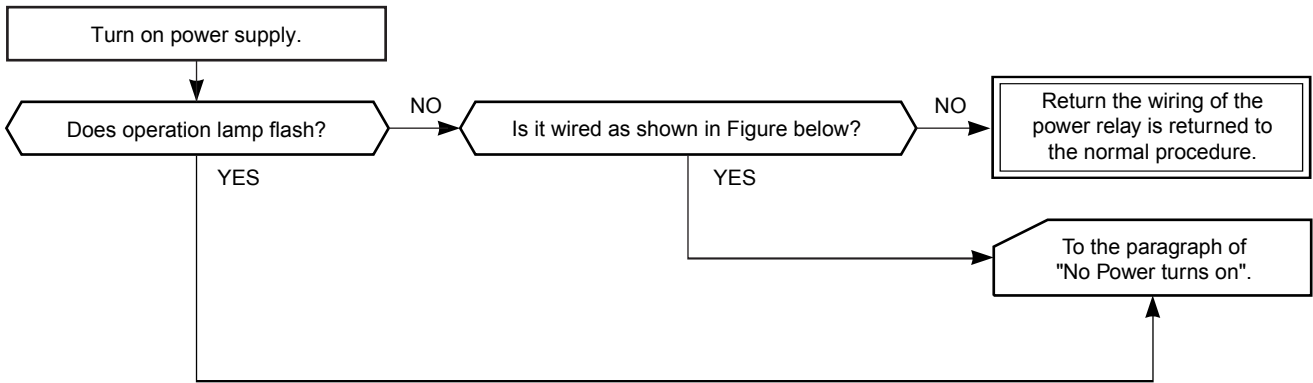 Turn on power supply.
Does operation lamp flash?
NO
Is it wired as shown in Figure below?
NO
Return the wiring of the
power relay is returned to
the normal procedure.
YES
YES
To the paragraph of
"No Power turns on".